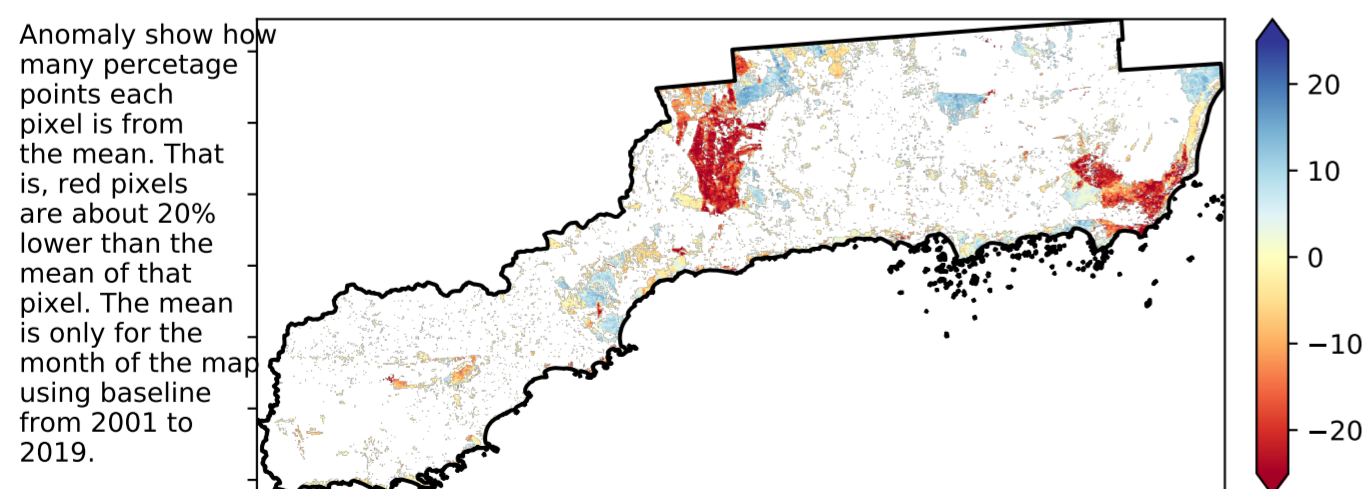 Anomaly show how
many percetage
points each
pixel is from
the mean. That
is, red pixels
are about 20%
lower than the
mean of that
pixel. The mean
is only for the
month of the map
using baseline
from 2001 to
2019.
20
10
0
−10
−20